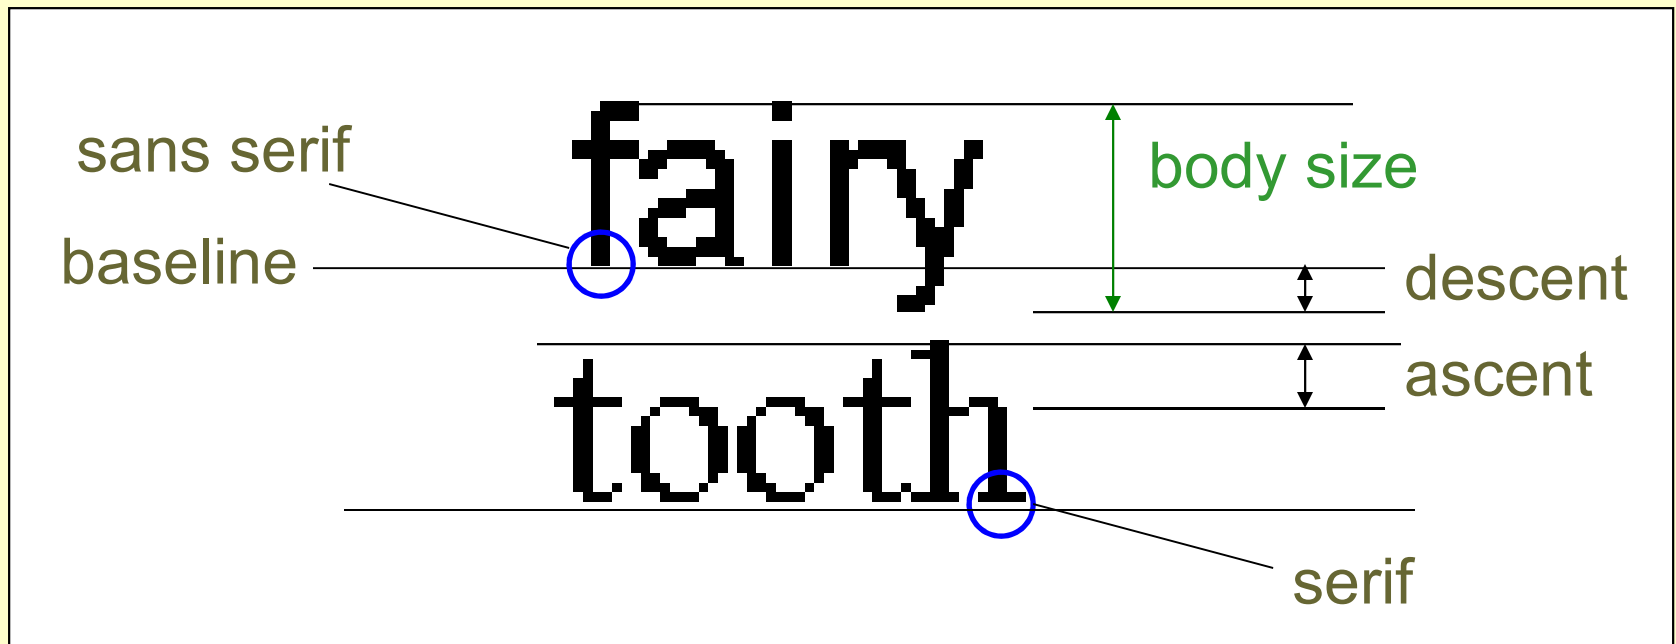 fairy
sans serif
body size
baseline
descent
tooth
ascent
serif